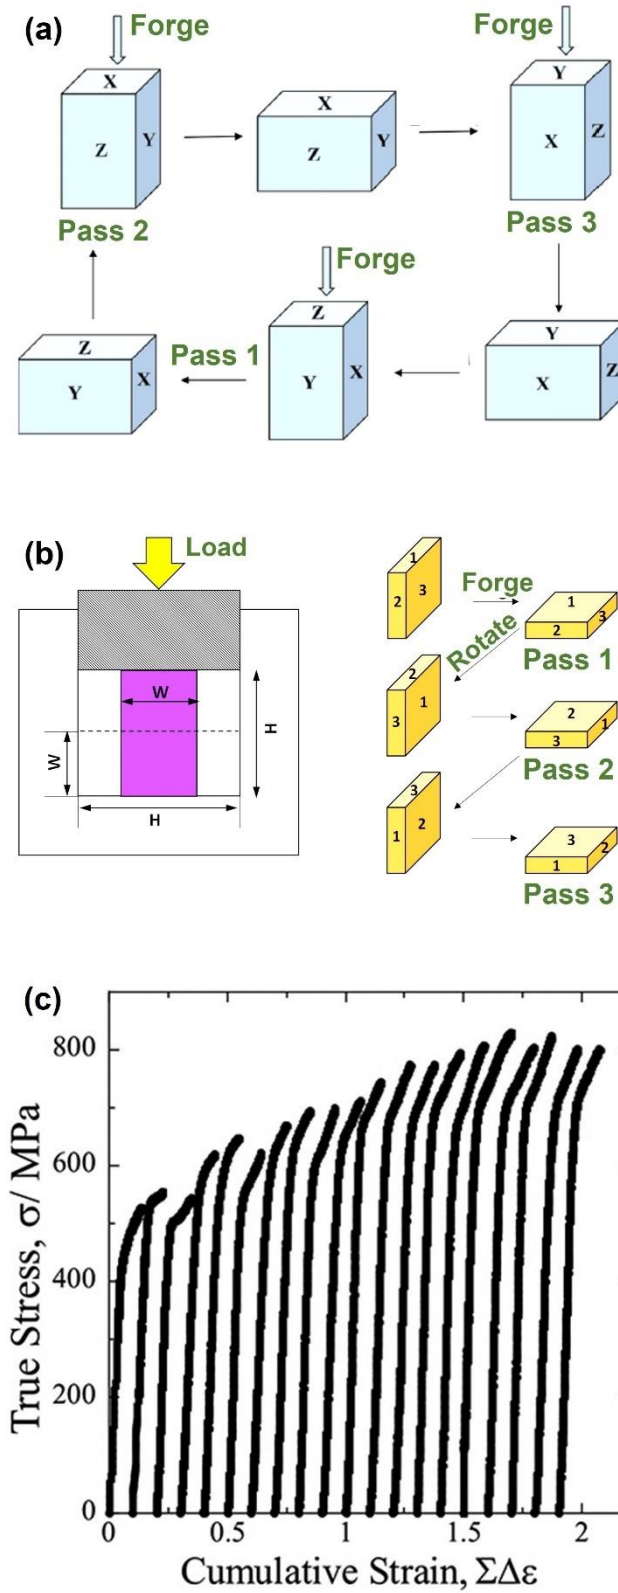 (a)
Forge
Forge
X
Z
Y
X
Z
Y
Y
X
Z
Pass 2
Pass 3
Forge
Z
Y
X
Pass 1
Z
Y
X
Y
X
Z
(b)
Load
W
W
H
H
1
2
3
Forge
1
2
3
Rotate
Pass 1
2
3
1
2
3
1
Pass 2
3
1
2
3
1
2
Pass 3
(c)
True Stress, σ/ MPa
800
600
400
200
0
0 0.5 1 1.5 2
Cumulative Strain, ΣΔε